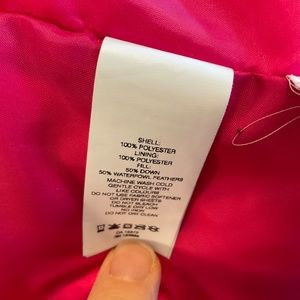 SHELL:
100% POLYESTER
LINING:
100% POLYESTER
FILL:
50% DOWN
50% WATERFOWL FEATHERS
MACHINE WASH COLD
GENTLE CYCLE WITH
LIKE COLOURS
DO NOT USE FABRIC SOFTENER
OR DRYER SHEETS
DO NOT BLEACH
TUMBLE DRY LOW
NO IRON
DO NOT DRY CLEAN